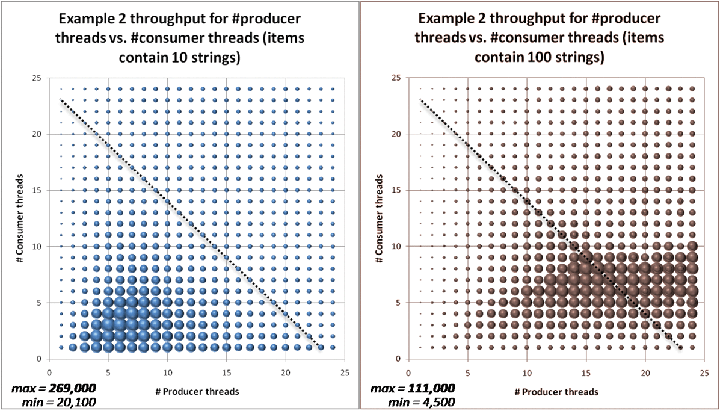 Example 2 throughput for #producer
threads vs. #consumer threads (items
contain 10 strings)
25
20
15
10
5
0
# Consumer threads
0
5
10
15
20
25
# Producer threads
max = 269,000
min = 20,100
Example 2 throughput for #producer
threads vs. #consumer threads (items
contain 100 strings)
25
20
15
10
5
0
# Consumer threads
0
5
10
15
20
25
# Producer threads
max = 111,000
min = 4,500